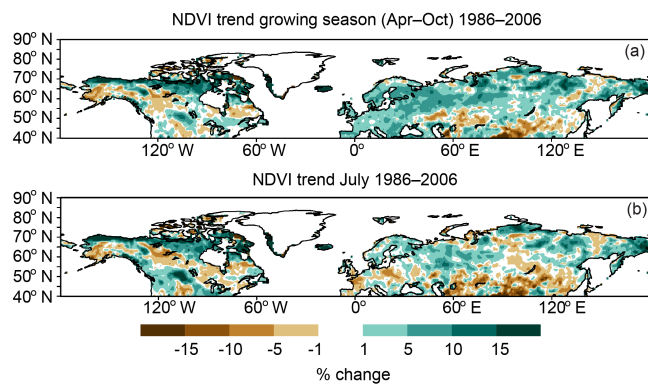 NDVI trend growing season (Apr–Oct) 1986–2006
90° N
(a)
80° N
70° N
60° N
50° N
40° N
120° W 60° W 0° 60° E 120° E
NDVI trend July 1986–2006
90° N
(b)
80° N
70° N
60° N
50° N
40° N
120° W 60° W 0° 60° E 120° E
-15 -10 -5 -1 1 5 10 15
% change